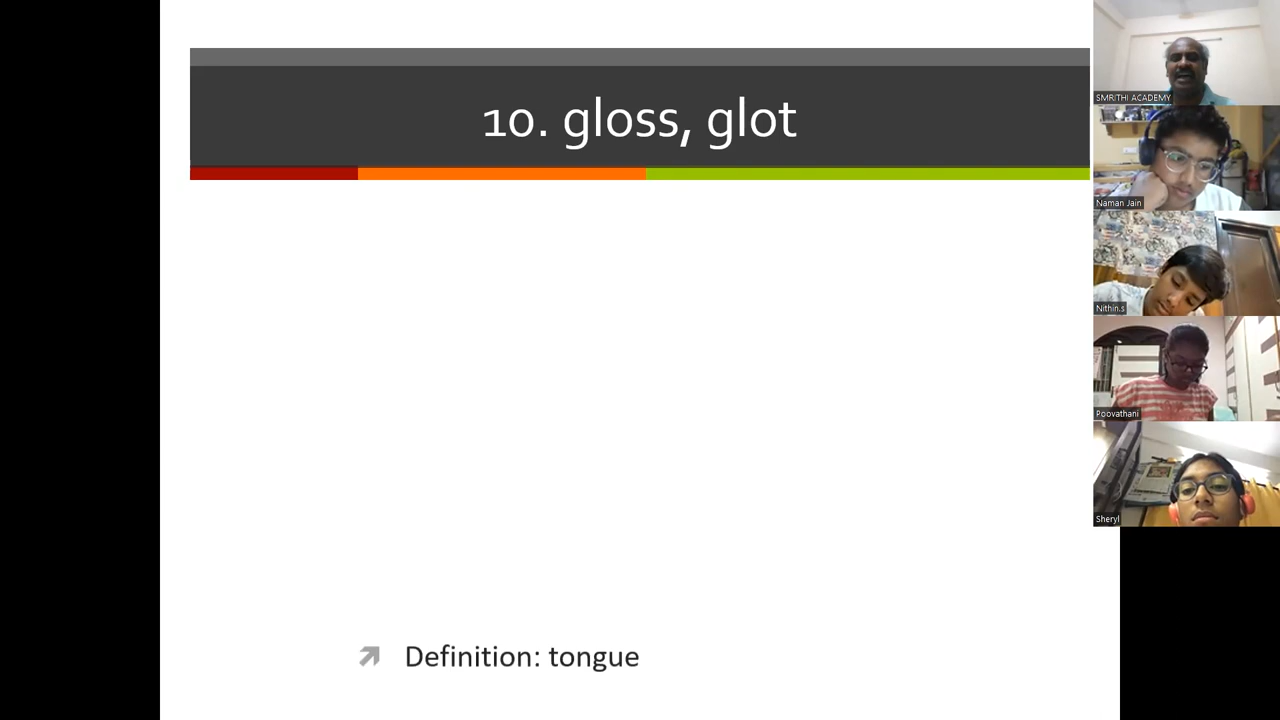 10. gloss, glot
Definition: tongue
SMRITHI ACADEMY
Naman Jain
Nithin.s
Poovathani
Sheryl